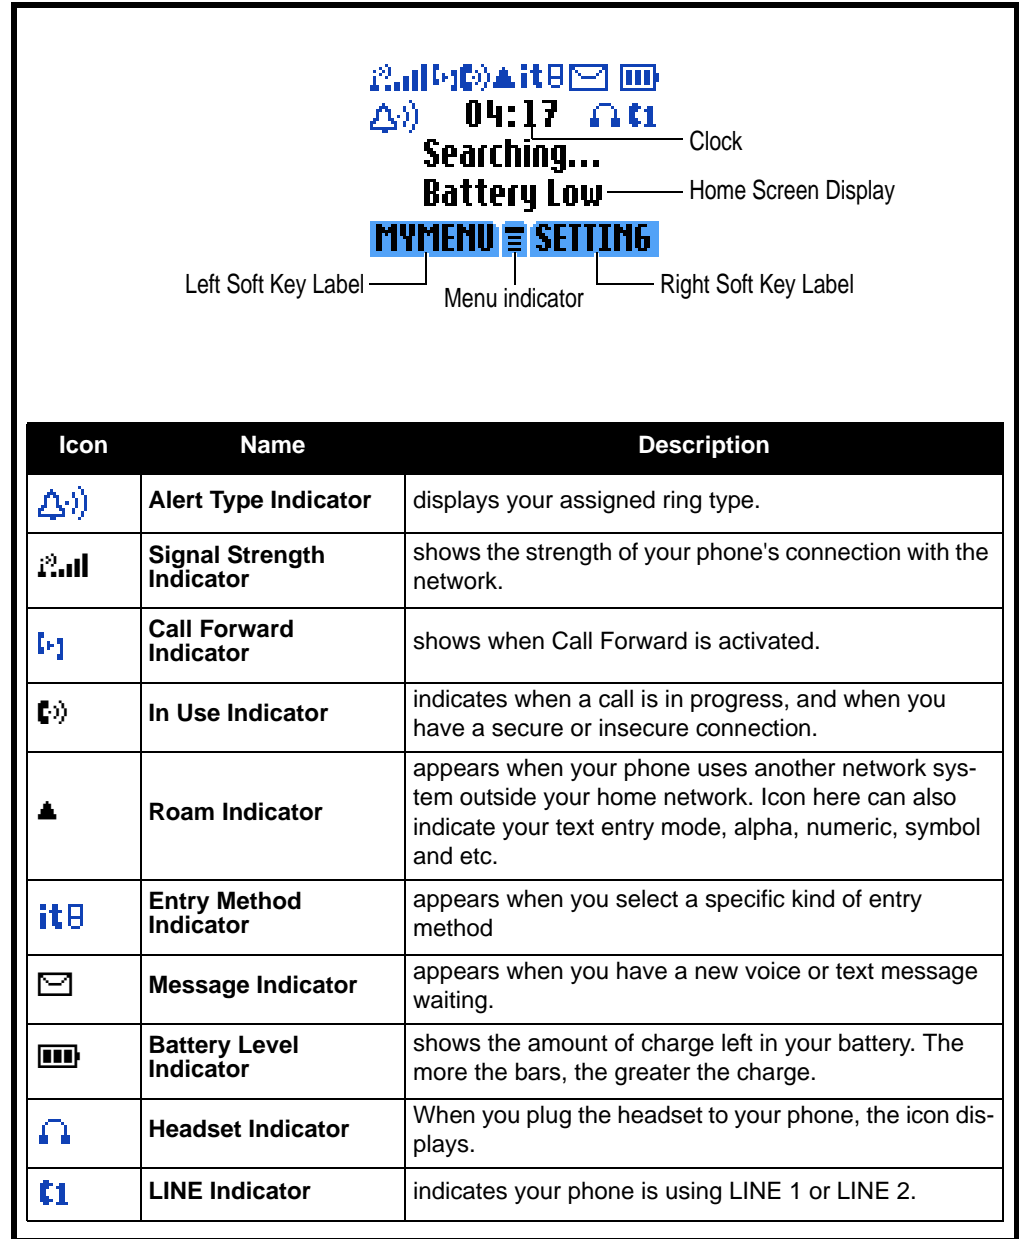 it8
04:17 1
Clock
Searching...
Battery Low
Home Screen Display
MYMENU SETTING
Left Soft Key Label
Menu indicator
Right Soft Key Label
Icon Name Description
Alert Type Indicator displays your assigned ring type.
Signal Strength
Indicator
shows the strength of your phone's connection with the
network.
Call Forward
Indicator
shows when Call Forward is activated.
In Use Indicator
indicates when a call is in progress, and when you
have a secure or insecure connection.
Roam Indicator
appears when your phone uses another network sys-
tem outside your home network. Icon here can also
indicate your text entry mode, alpha, numeric, symbol
and etc.
it8
Entry Method
Indicator
appears when you select a specific kind of entry
method
Message Indicator
appears when you have a new voice or text message
waiting.
Battery Level
Indicator
shows the amount of charge left in your battery. The
more the bars, the greater the charge.
Headset Indicator
When you plug the headset to your phone, the icon dis-
plays.
1 LINE Indicator indicates your phone is using LINE 1 or LINE 2.